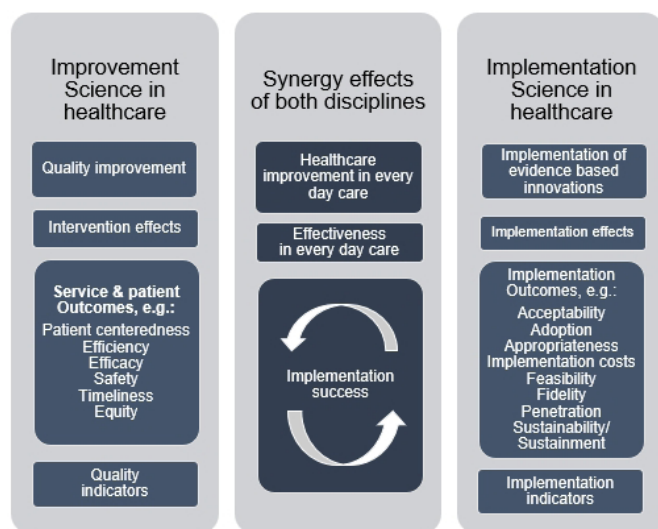 Improvement
Science in
healthcare
Quality improvement
Intervention effects
Service & patient
Outcomes, e.g.:
Patient centeredness
Efficiency
Efficacy
Safety
Timeliness
Equity
Quality
indicators
Synergy effects
of both disciplines
Healthcare
improvement in every
day care
Effectiveness
in every day care
Implementation
success
Implementation
Science in
healthcare
Implementation of
evidence based
innovations
Implementation effects
Implementation
Outcomes, e.g.:
Acceptability
Adoption
Appropriateness
Implementation costs
Feasibility
Fidelity
Penetration
Sustainability/
Sustainment
Implementation
indicators